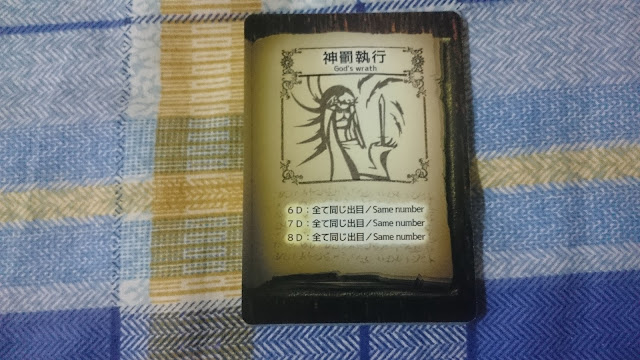 神罰執行
God's wrath
6D：全て同じ出目／Same number
7D：全て同じ出目／Same number
8D：全て同じ出目／Same number